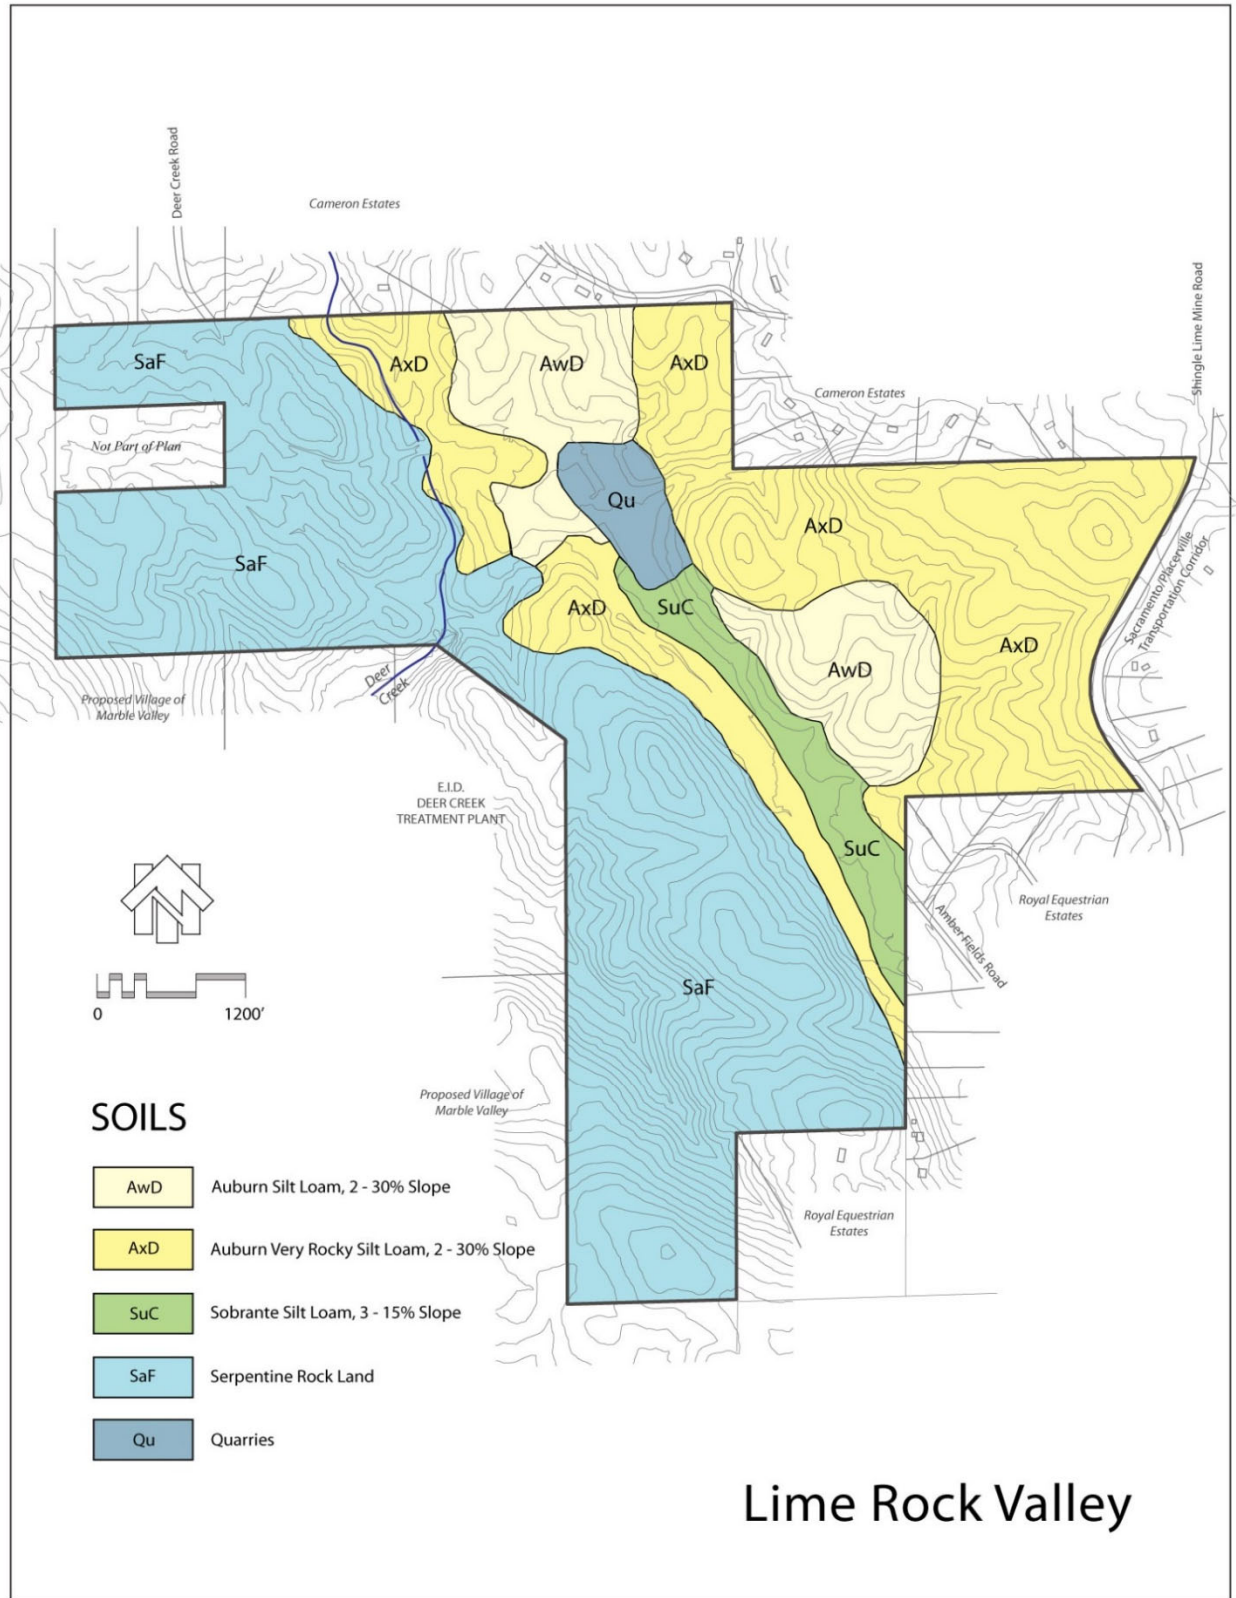 Deer Creek Road
Cameron Estates
Shingle Lime Mine Road
SaF
AxD
AwD
AxD
Cameron Estates
Not Part of Plan
Qu
AxD
SaF
Sacramento/Placerville
Transportation Corridor
AxD
SuC
AxD
AwD
Deer
Creek
Proposed Village of
Marble Valley
E.I.D.
DEER CREEK
TREATMENT PLANT
SuC
Royal Equestrian
Estates
Amber Fields Road
SaF
0
1200'
Proposed Village of
Marble Valley
SOILS
AwD
Auburn Silt Loam, 2 - 30% Slope
Royal Equestrian
Estates
AxD
Auburn Very Rocky Silt Loam, 2 - 30% Slope
SuC
Sobrante Silt Loam, 3 - 15% Slope
SaF
Serpentine Rock Land
Qu
Quarries
Lime Rock Valley